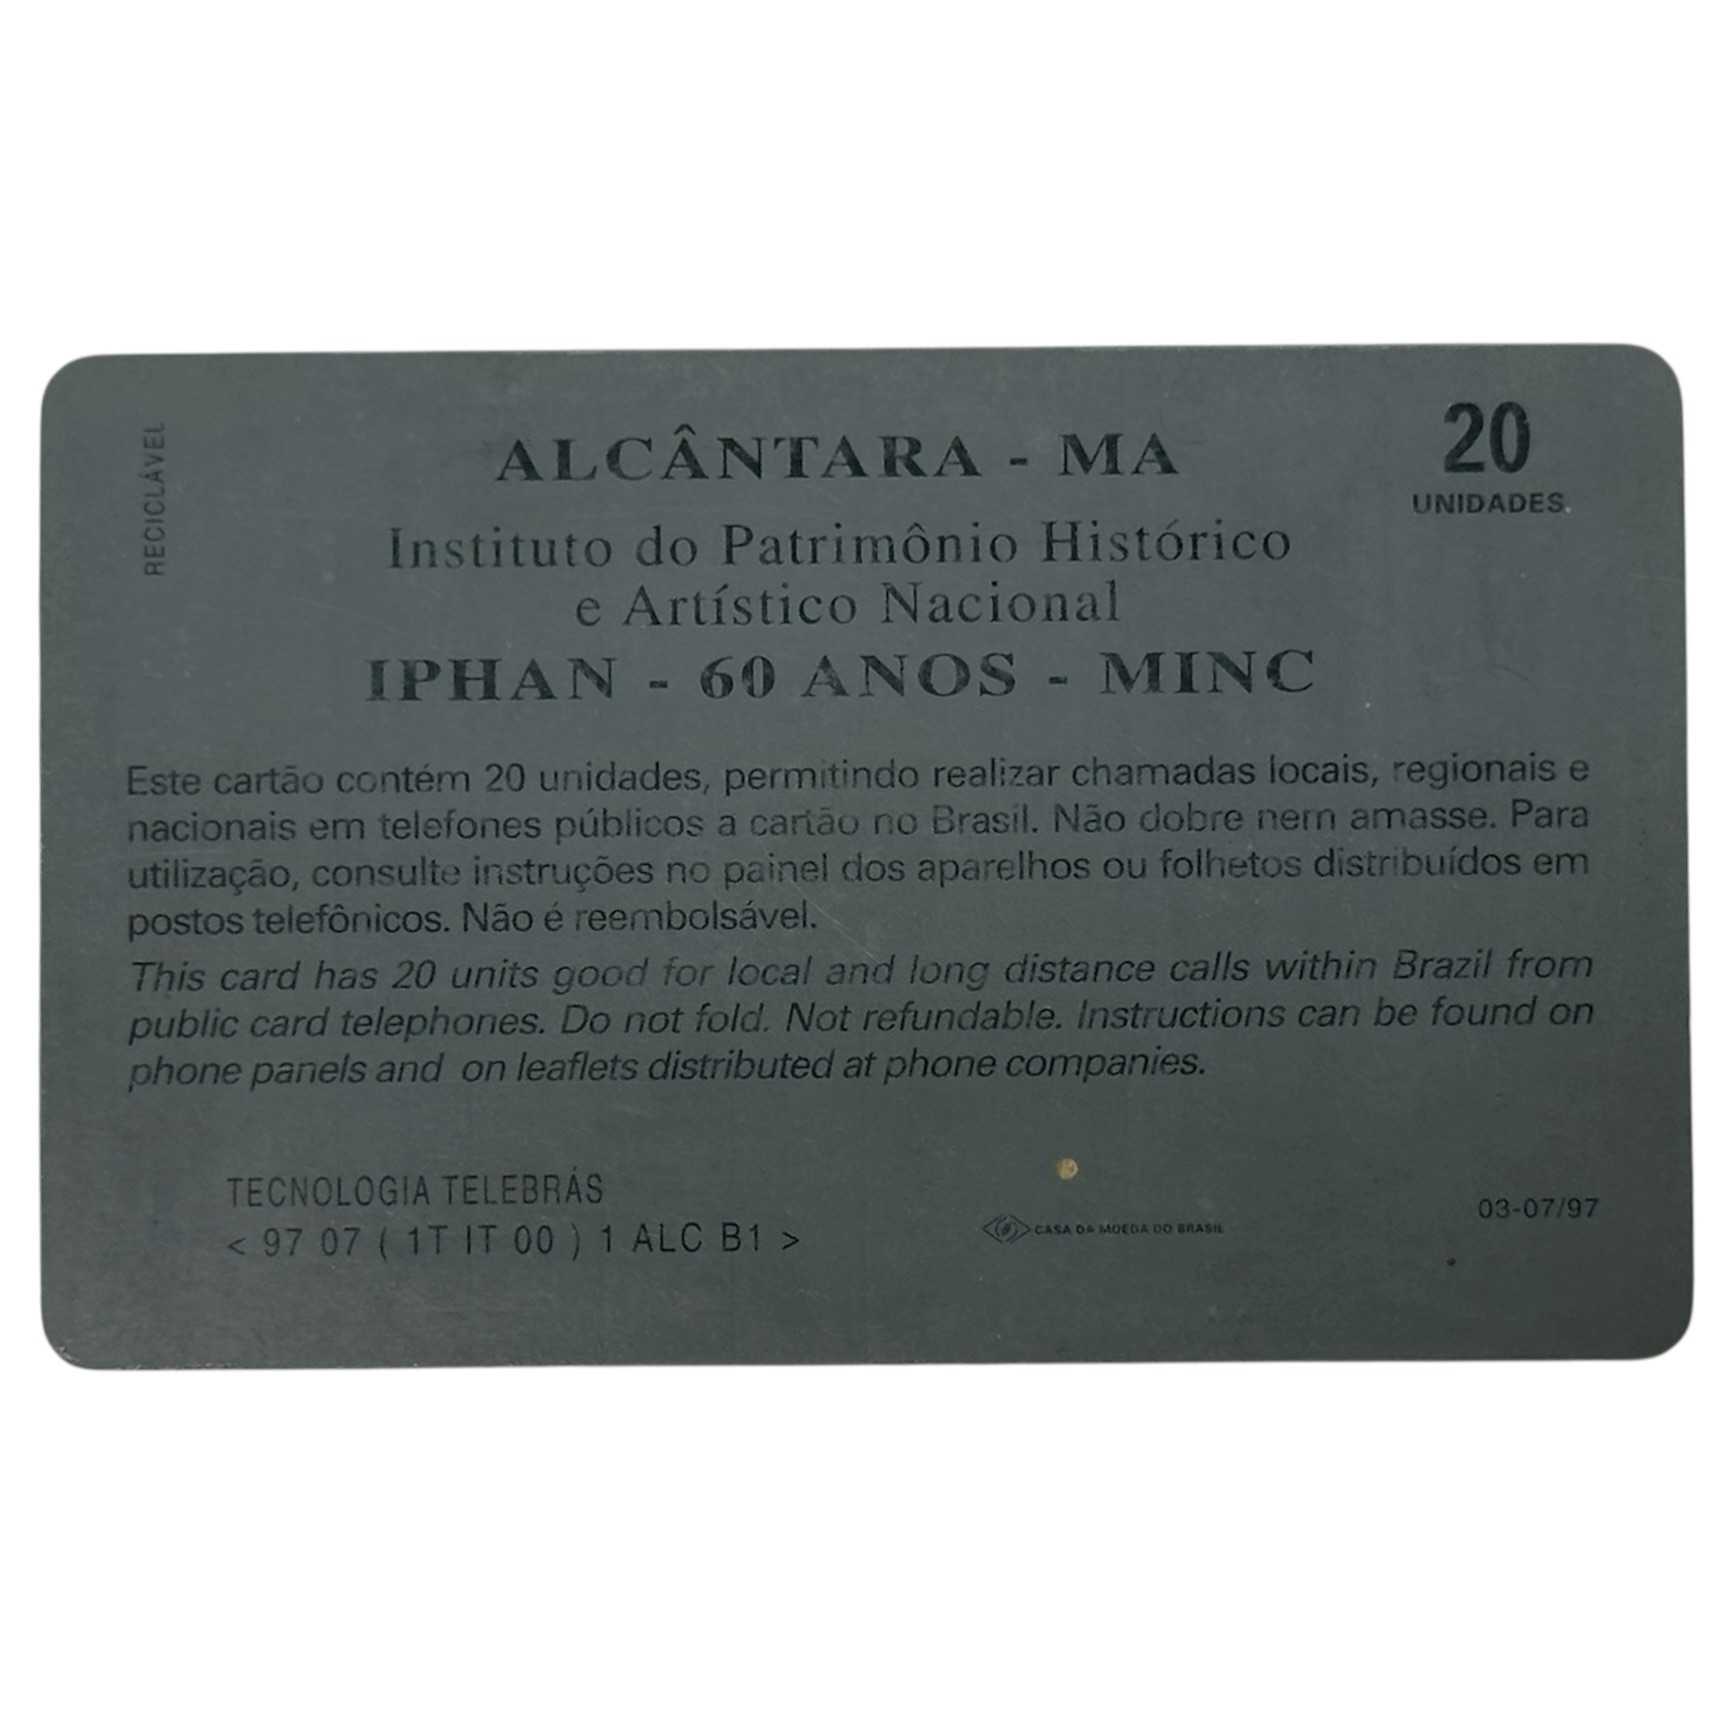 RECICLÁVEL
ALCÂNTARA - MA
20
UNIDADES
Instituto do Patrimônio Histórico
e Artístico Nacional
IPHAN - 60 ANOS - MINC
Este cartão contém 20 unidades, permitindo realizar chamadas locais, regionais e
nacionais em telefones públicos a cartão no Brasil. Não dobre nem amasse. Para
utilização, consulte instruções no painel dos aparelhos ou folhetos distribuídos em
postos telefônicos. Não é reembolsável.
This card has 20 units good for local and long distance calls within Brazil from
public card telephones. Do not fold. Not refundable. Instructions can be found on
phone panels and on leaflets distributed at phone companies.
TECNOLOGIA TELEBRÁS
< 97 07 ( 1T IT 00 ) 1 ALC B1 >
CASA DA MOEDA DO BRASIL
03-07/97